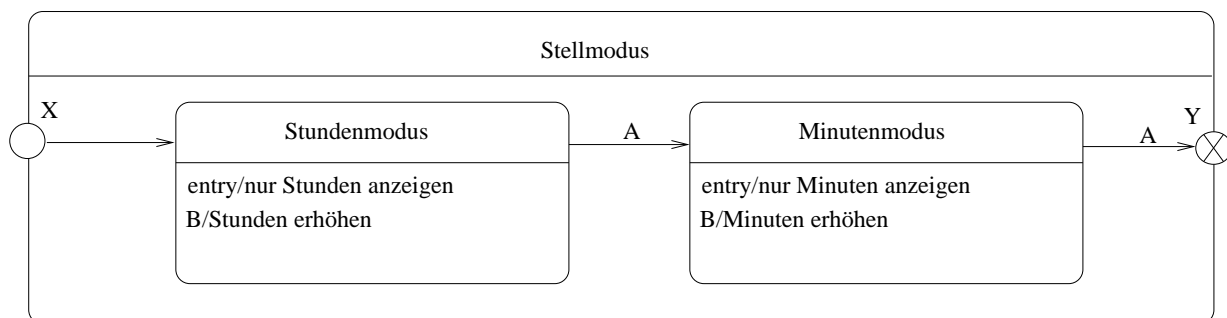 Stellmodus
X
Stundenmodus
entry/nur Stunden anzeigen
B/Stunden erhöhen
A
Minutenmodus
entry/nur Minuten anzeigen
B/Minuten erhöhen
A
Y